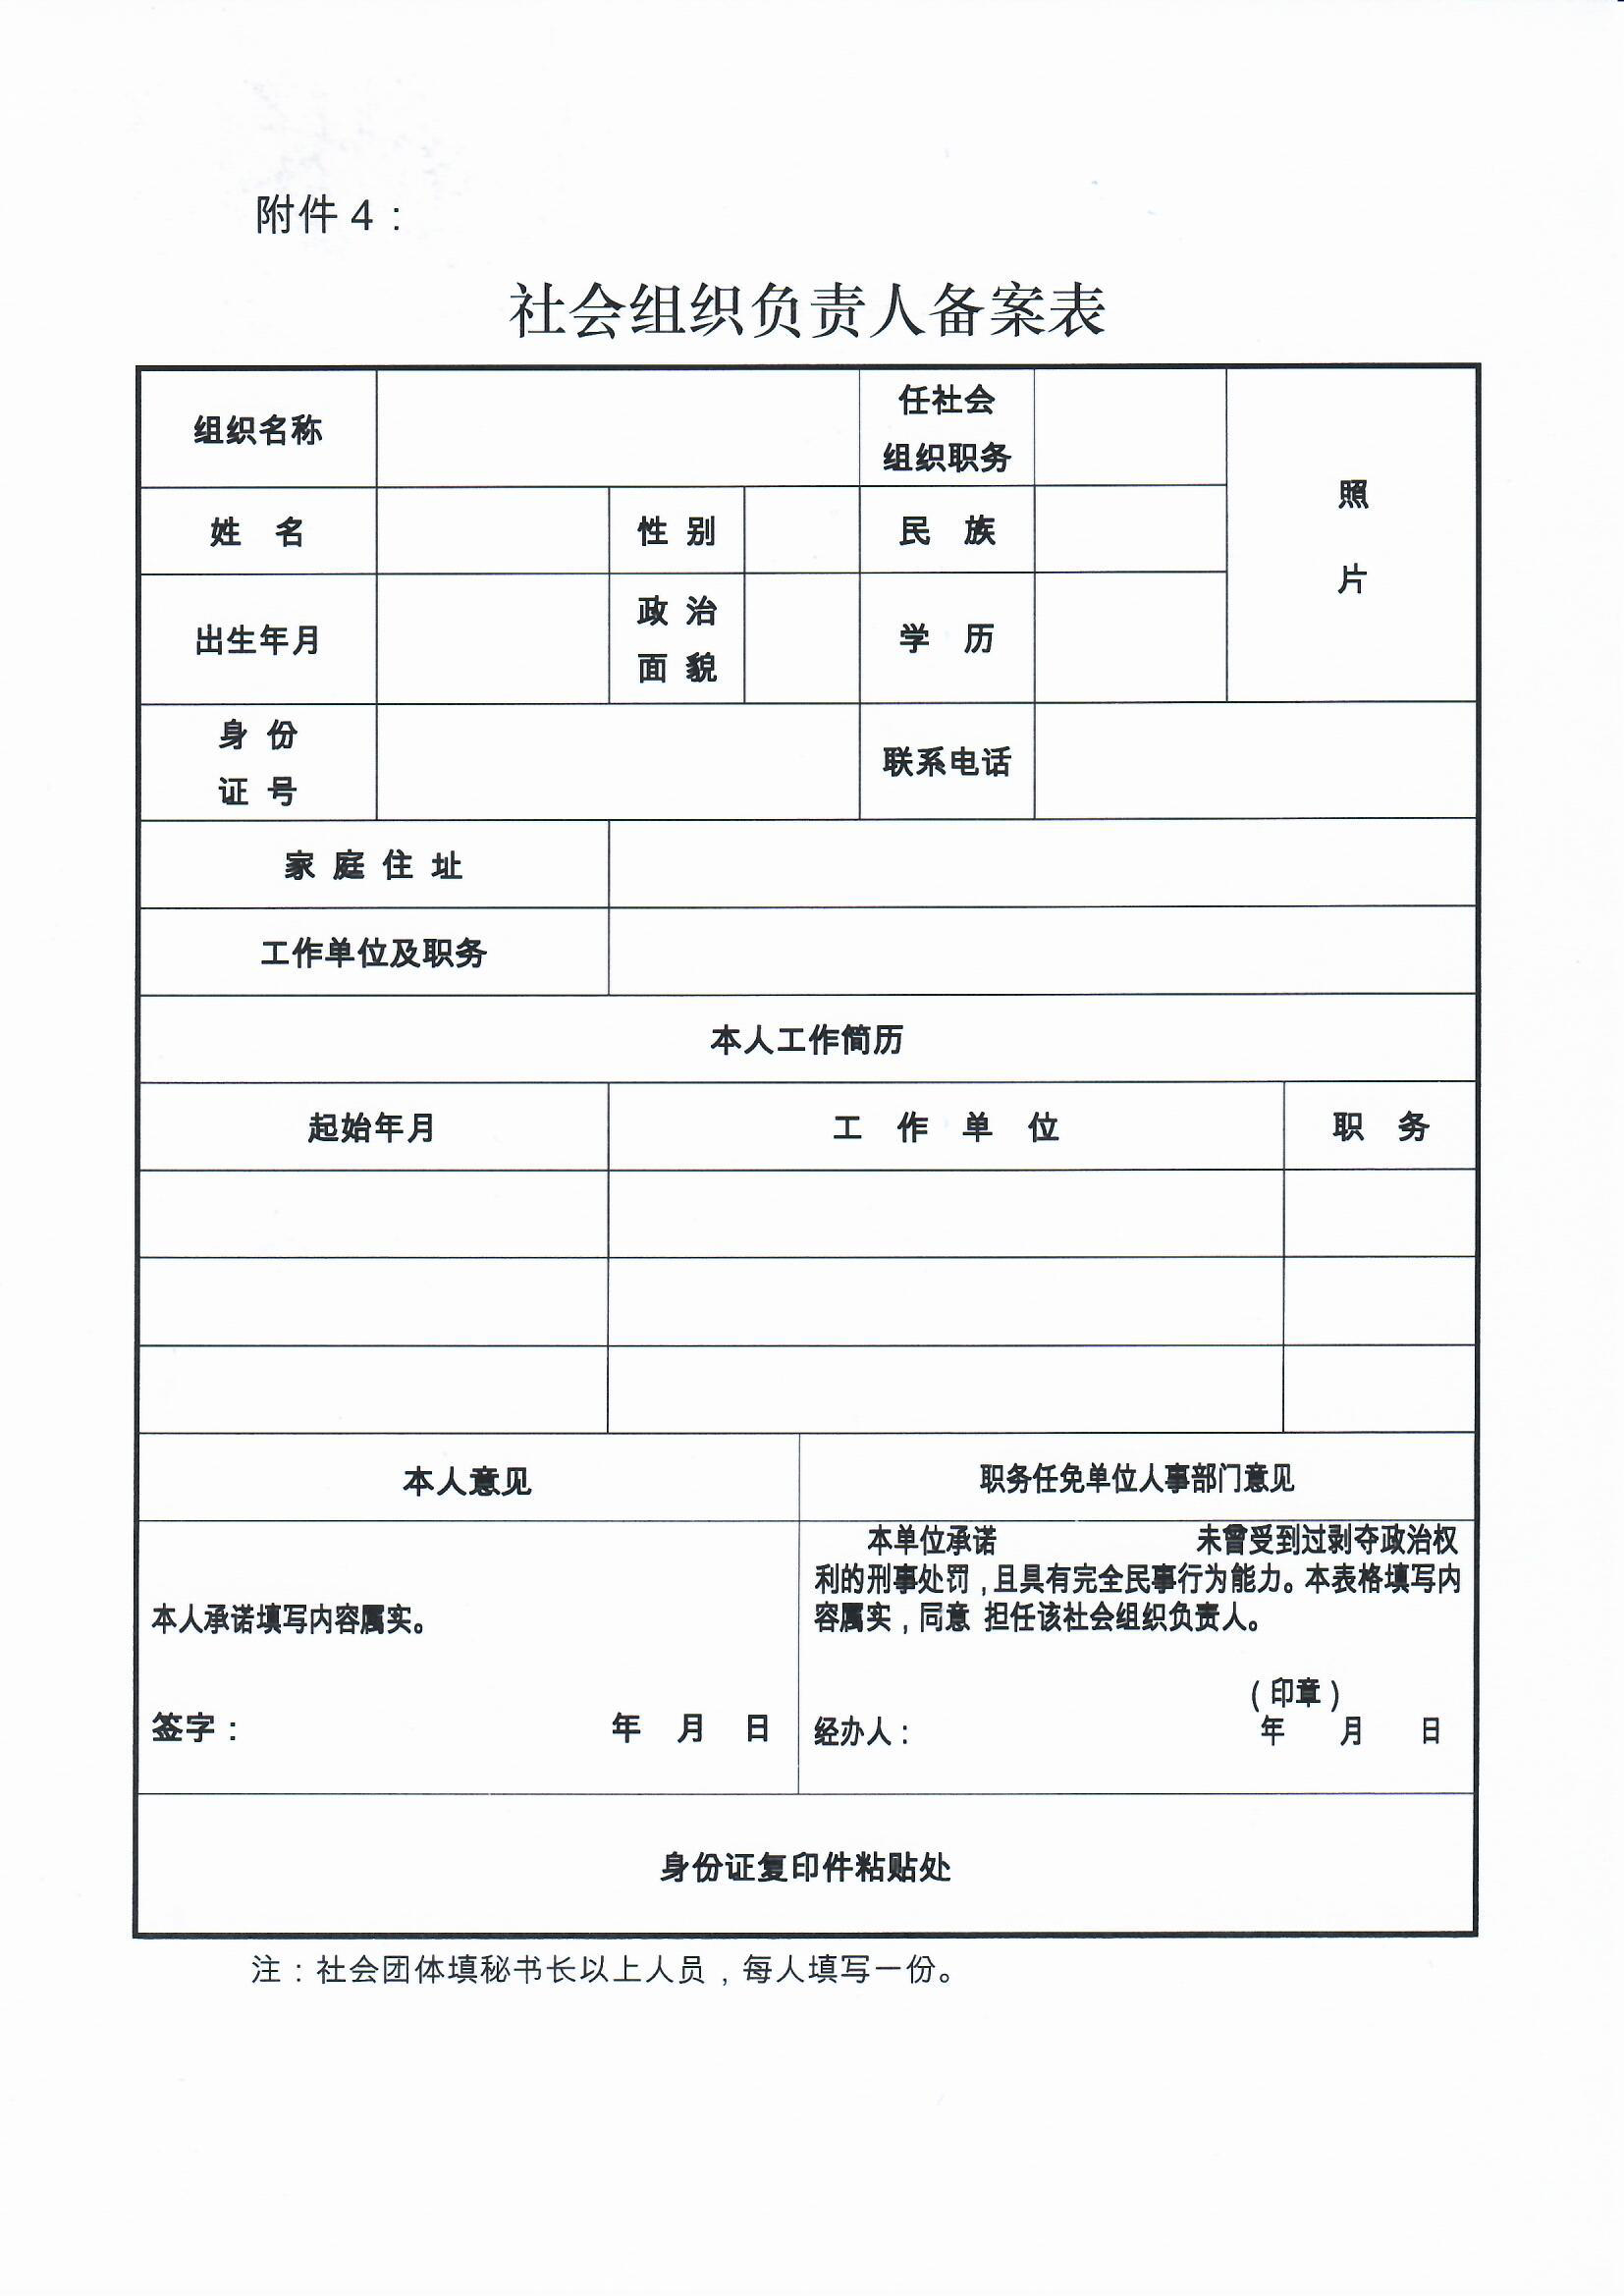 附件 4：
社会组织负责人备案表
组织名称
任社会
组织职务
照
片
姓 名
性 别
民 族
出生年月
政 治
面 貌
学 历
身 份
证 号
联系电话
家 庭 住 址
工作单位及职务
本人工作简历
起始年月
工 作 单 位
职 务
本人意见
职务任免单位人事部门意见
本人承诺填写内容属实。
签字：
年 月 日
本单位承诺 未曾受到过剥夺政治权
利的刑事处罚，且具有完全民事行为能力。本表格填写内
容属实，同意 担任该社会组织负责人。
（印章）
经办人：
年 月 日
身份证复印件粘贴处
注：社会团体填秘书长以上人员，每人填写一份。